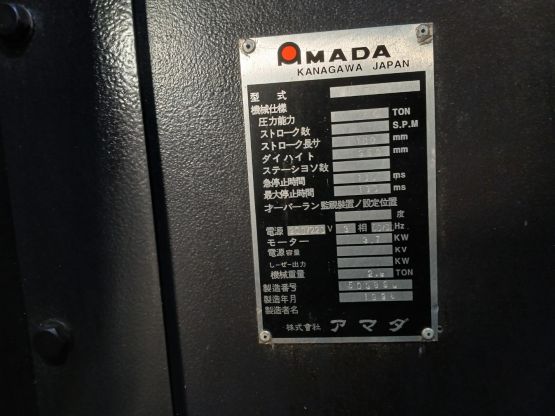 AMADA
KANAGAWA JAPAN
型式
機械仕様
圧力能力 TON
ストローク数 S.P.M
ストローク長サ mm
ダイハイト mm
ステーション数
急停止時間 ms
最大停止時間 ms
オーバーラン監視装置ノ設定位置
度
電源 200/220 V 3 相 Hz
モーター 3.7 KW
電源容量 KV
レーザー出力 KW
機械重量 TON
製造番号
製造年月
製造者名
株式會社 アマダ